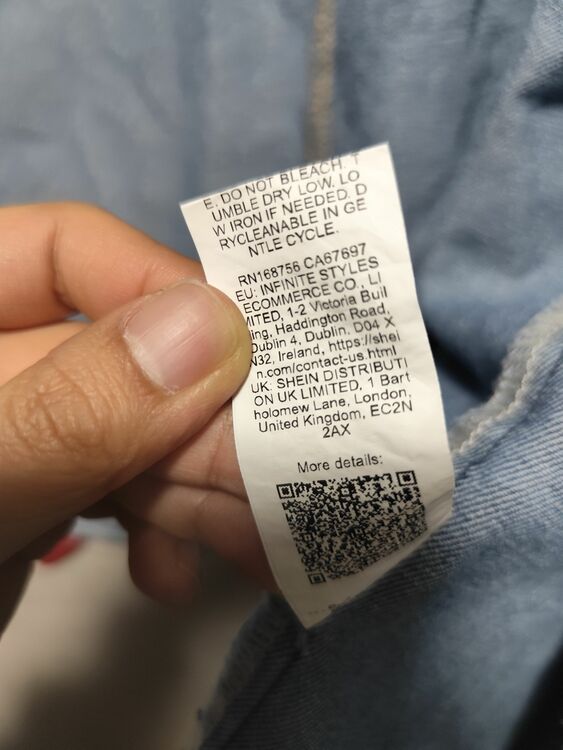 E. DO NOT BLEACH. T
UMBLE DRY LOW. LO
W IRON IF NEEDED. D
RYCLEANABLE IN GE
NTLE CYCLE.
RN168756 CA67697
EU: INFINITE STYLES
ECOMMERCE CO., LI
MITED, 1-2 Victoria Buil
ing, Haddington Road,
Dublin 4, Dublin. D04 X
N32, Ireland, https://shei
n.com/contact-us.html
UK: SHEIN DISTRIBUTI
ON UK LIMITED, 1 Bart
holomew Lane, London,
United Kingdom, EC2N
2AX
More details: